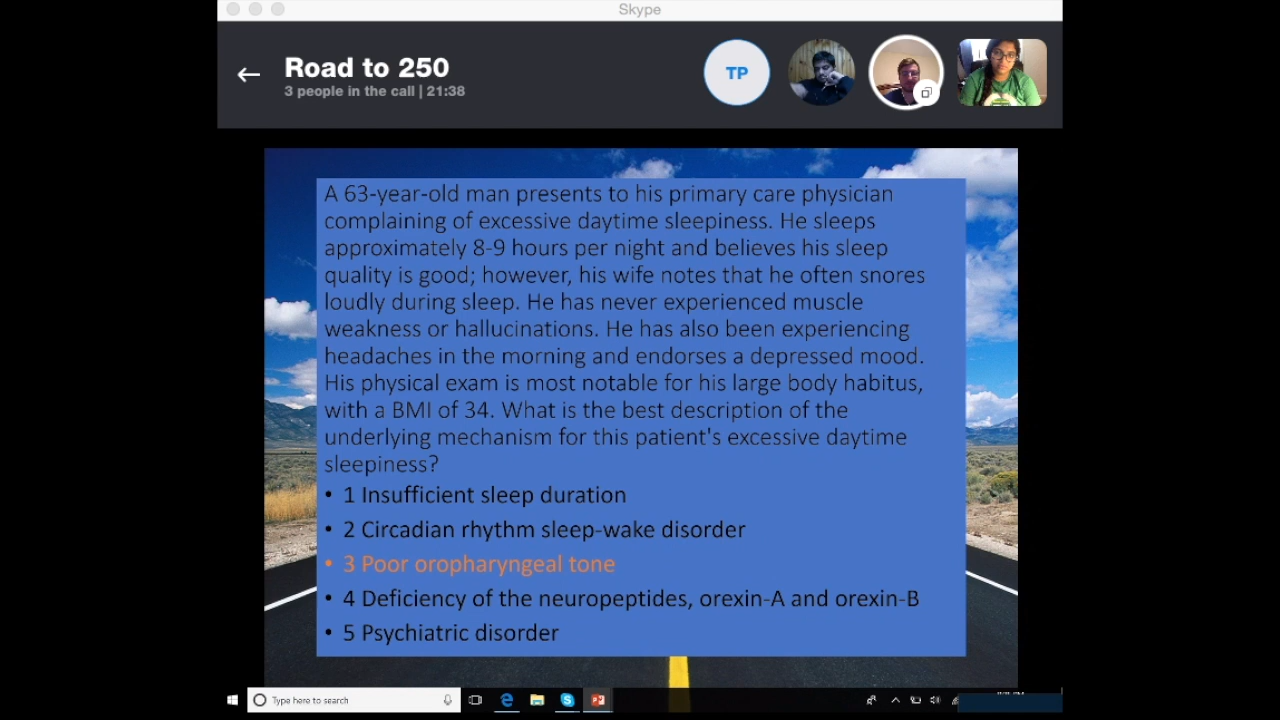 Skype
Road to 250
3 people in the call | 21:38
TP
A 63-year-old man presents to his primary care physician
complaining of excessive daytime sleepiness. He sleeps
approximately 8-9 hours per night and believes his sleep
quality is good; however, his wife notes that he often snores
loudly during sleep. He has never experienced muscle
weakness or hallucinations. He has also been experiencing
headaches in the morning and endorses a depressed mood.
His physical exam is most notable for his large body habitus,
with a BMI of 34. What is the best description of the
underlying mechanism for this patient's excessive daytime
sleepiness?
• 1 Insufficient sleep duration
• 2 Circadian rhythm sleep-wake disorder
• 3 Poor oropharyngeal tone
• 4 Deficiency of the neuropeptides, orexin-A and orexin-B
• 5 Psychiatric disorder
Type here to search